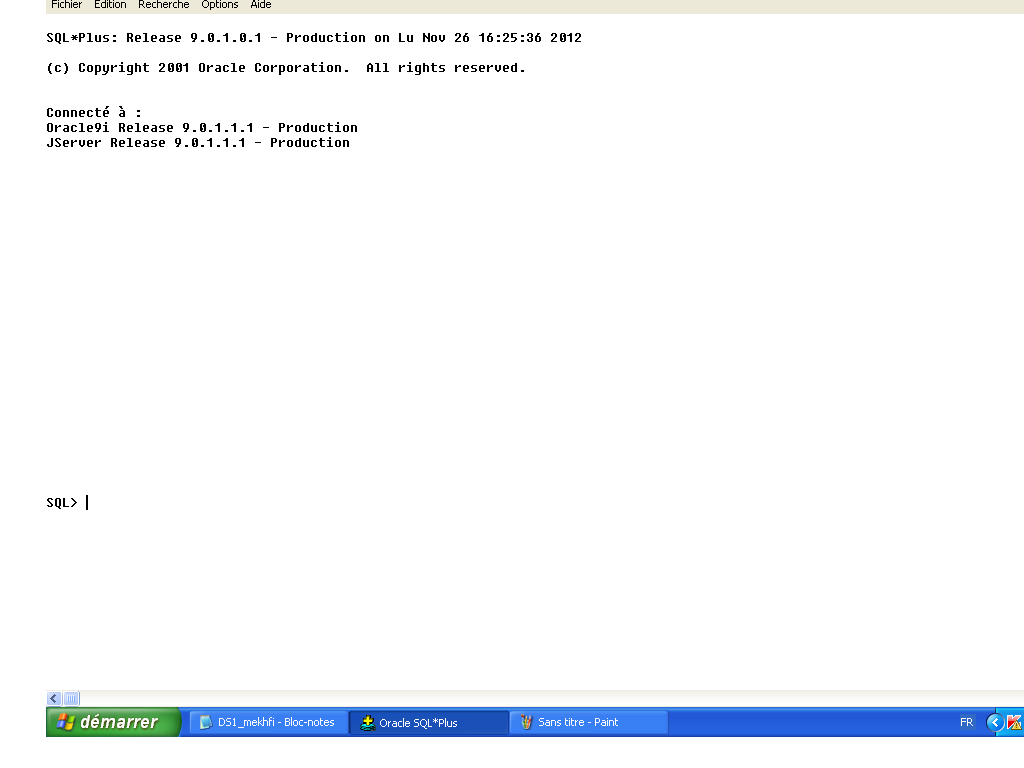 Fichier Edition Recherche Options Aide
SQL*Plus: Release 9.0.1.0.1 - Production on Lu Nov 26 16:25:36 2012
(c) Copyright 2001 Oracle Corporation.  All rights reserved.
Connecté à :
Oracle9i Release 9.0.1.1.1 - Production
JServer Release 9.0.1.1.1 - Production
SQL>
démarrer DS1_mekhfi - Bloc-notes Oracle SQL*Plus Sans titre - Paint FR